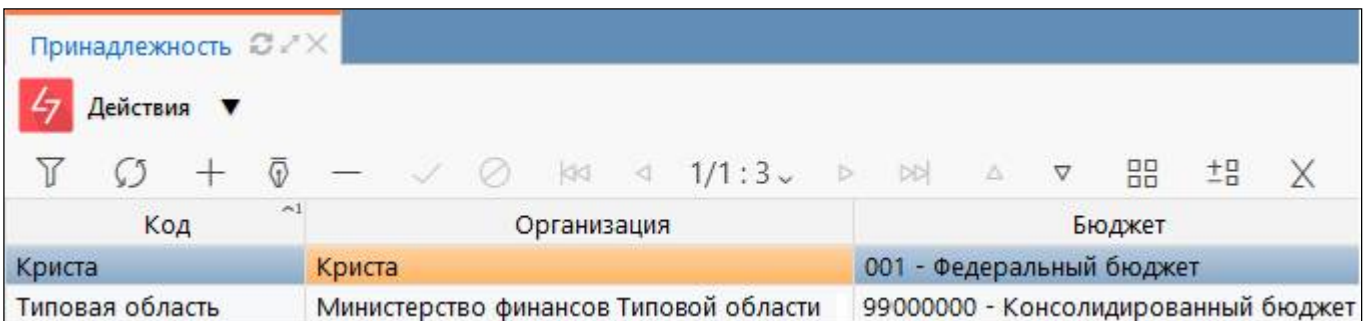 Принадлежность
Действия
1/1 : 3
Код 1 Организация Бюджет
Криста Криста 001 - Федеральный бюджет
Типовая область Министерство финансов Типовой области 99000000 - Консолидированный бюджет